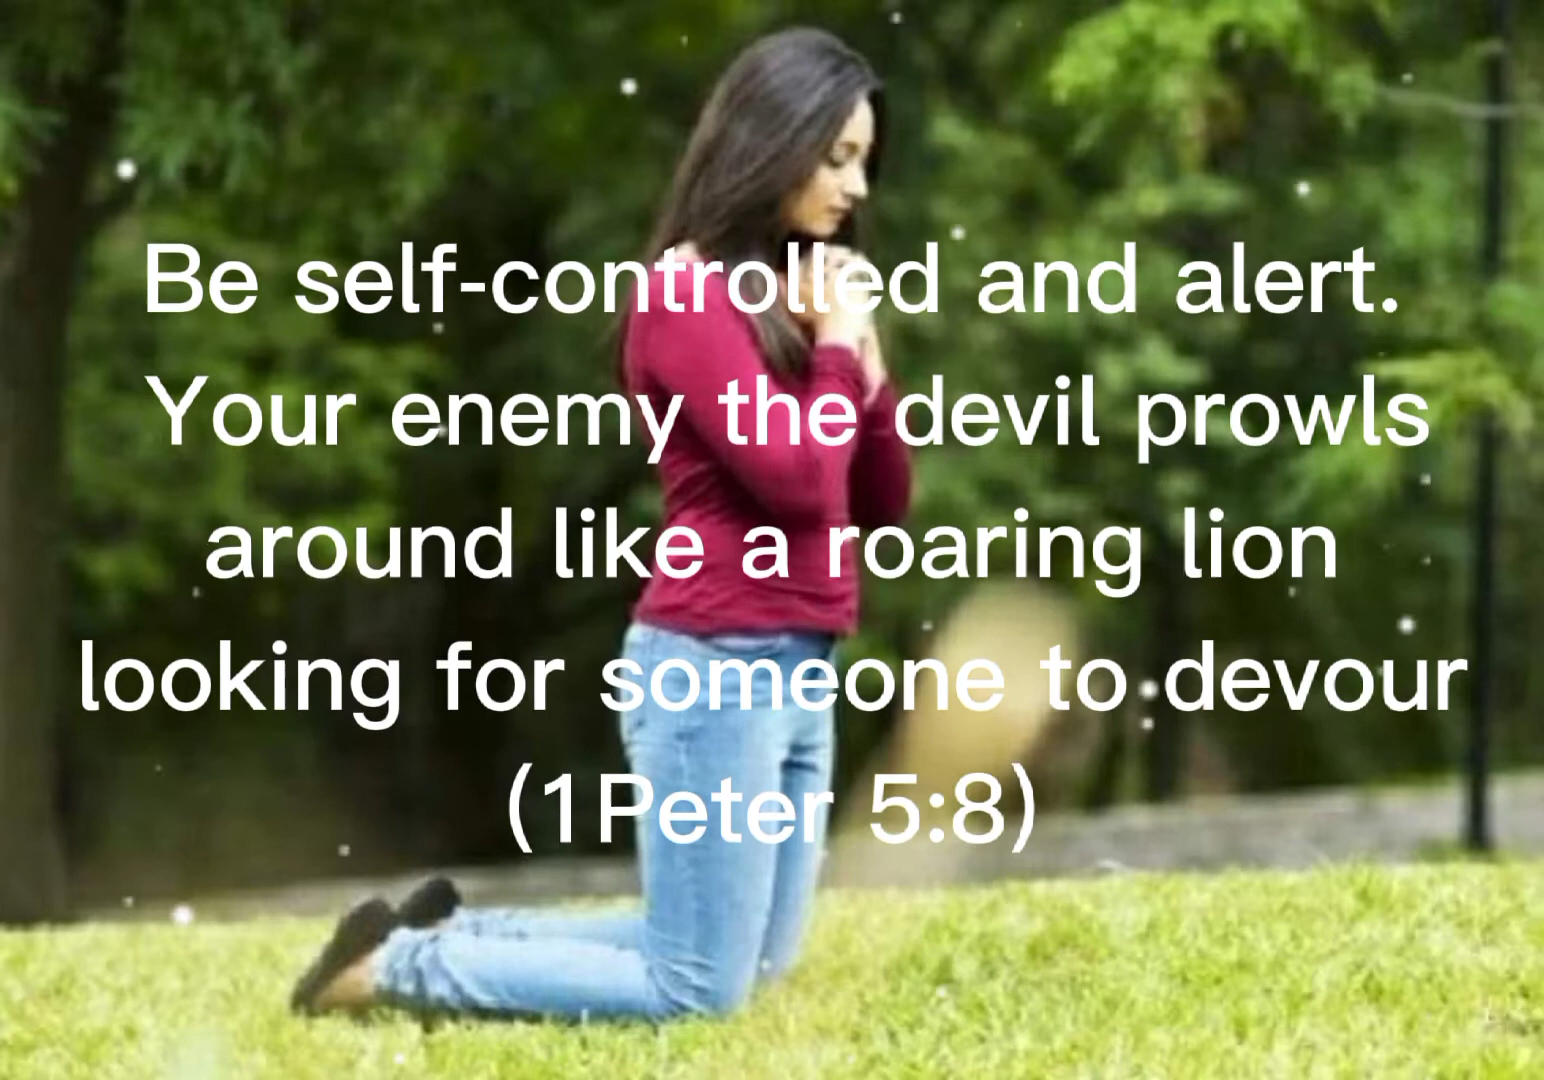 Be self-controlled and alert.
Your enemy the devil prowls
around like a roaring lion
looking for someone to devour
(1Peter 5:8)